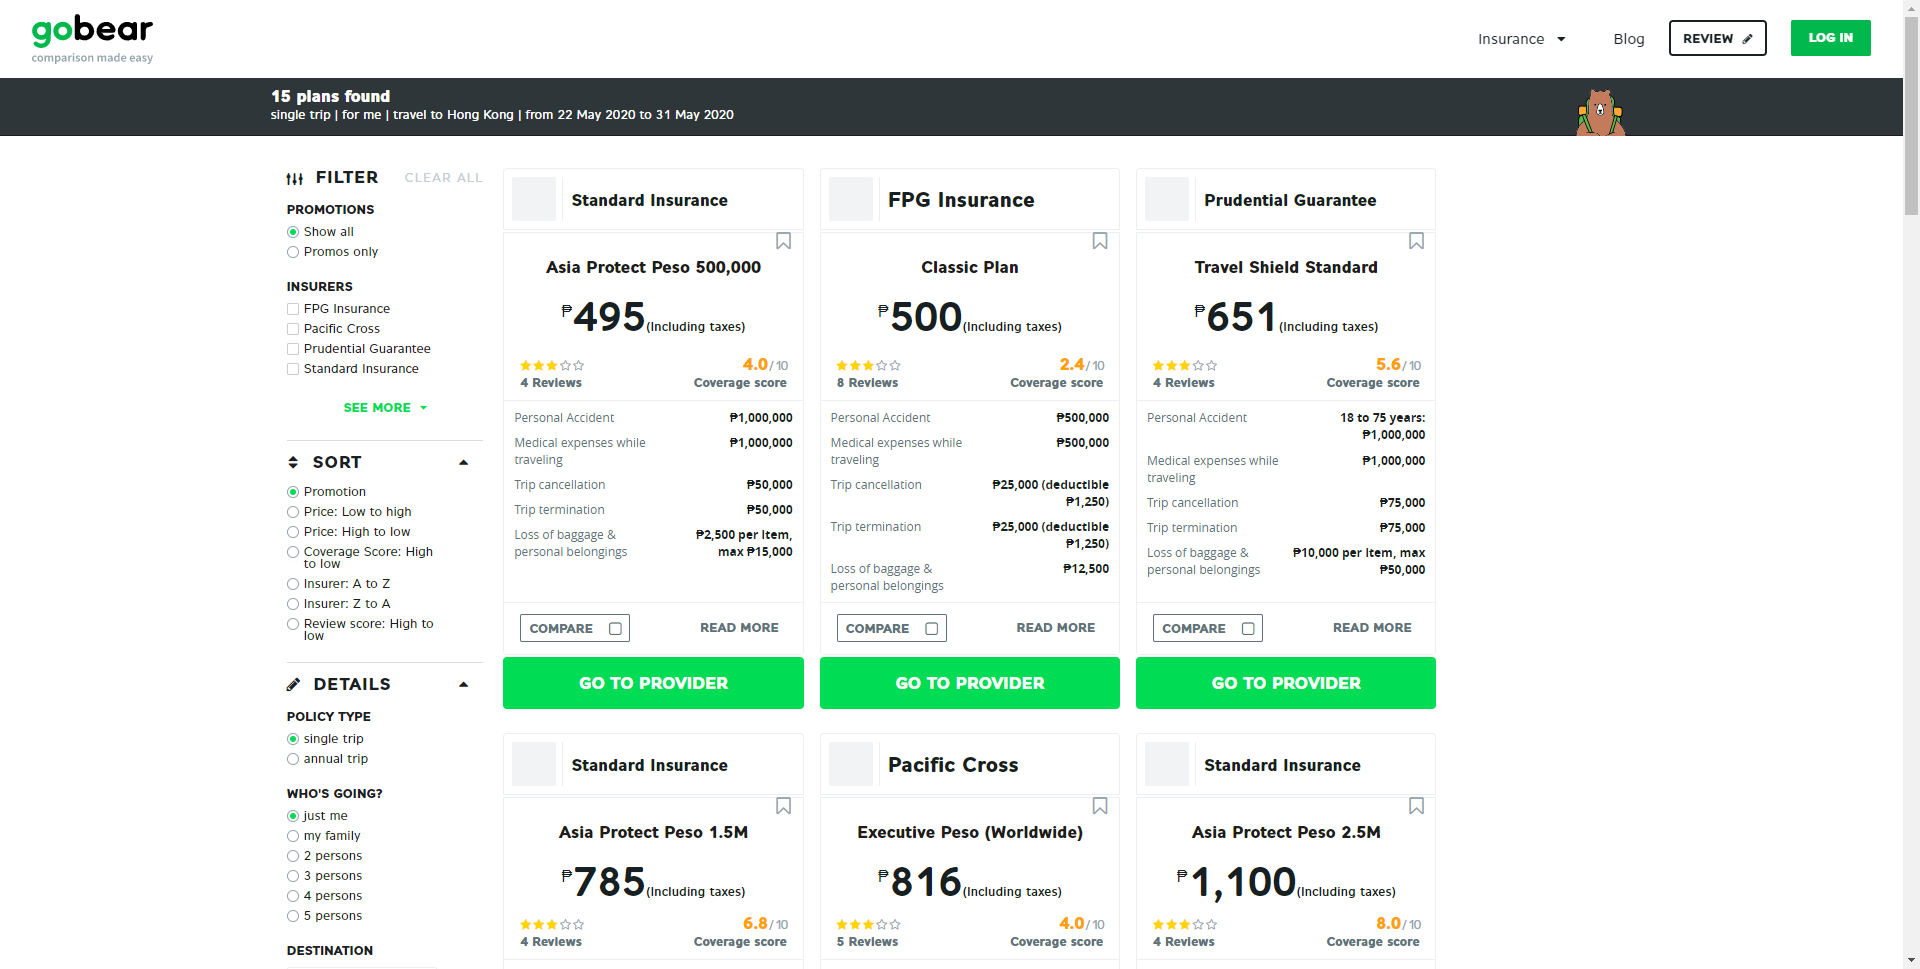 gobear
comparison made easy
Insurance
Blog
REVIEW
LOG IN
15 plans found
single trip | for me | travel to Hong Kong | from 22 May 2020 to 31 May 2020
FILTER
CLEAR ALL
PROMOTIONS
Show all
Promos only
INSURERS
FPG Insurance
Pacific Cross
Prudential Guarantee
Standard Insurance
SEE MORE
SORT
Promotion
Price: Low to high
Price: High to low
Coverage Score: High
to low
Insurer: A to Z
Insurer: Z to A
Review score: High to
low
DETAILS
POLICY TYPE
single trip
annual trip
WHO'S GOING?
just me
my family
2 persons
3 persons
4 persons
5 persons
DESTINATION
Standard Insurance
Asia Protect Peso 500,000
₱495(Including taxes)
4.0/10
4 Reviews
Coverage score
Personal Accident
₱1,000,000
Medical expenses while
traveling
₱1,000,000
Trip cancellation
₱50,000
Trip termination
₱50,000
Loss of baggage &
personal belongings
₱2,500 per item,
max ₱15,000
COMPARE
READ MORE
GO TO PROVIDER
FPG Insurance
Classic Plan
₱500(Including taxes)
2.4/10
8 Reviews
Coverage score
Personal Accident
₱500,000
Medical expenses while
traveling
₱500,000
Trip cancellation
₱25,000 (deductible
₱1,250)
Trip termination
₱25,000 (deductible
₱1,250)
Loss of baggage &
personal belongings
₱12,500
COMPARE
READ MORE
GO TO PROVIDER
Prudential Guarantee
Travel Shield Standard
₱651(Including taxes)
5.6/10
4 Reviews
Coverage score
Personal Accident
18 to 75 years:
₱1,000,000
Medical expenses while
traveling
₱1,000,000
Trip cancellation
₱75,000
Trip termination
₱75,000
Loss of baggage &
personal belongings
₱10,000 per item, max
₱50,000
COMPARE
READ MORE
GO TO PROVIDER
Standard Insurance
Asia Protect Peso 1.5M
₱785(Including taxes)
6.8/10
4 Reviews
Coverage score
Pacific Cross
Executive Peso (Worldwide)
₱816(Including taxes)
4.0/10
5 Reviews
Coverage score
Standard Insurance
Asia Protect Peso 2.5M
₱1,100(Including taxes)
8.0/10
4 Reviews
Coverage score